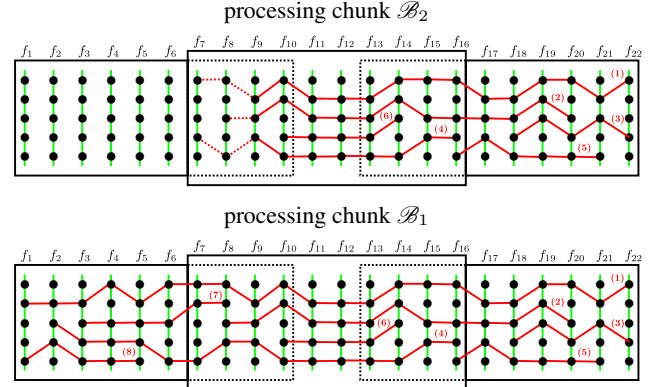 processing chunk ℬ₂
f₁ f₂ f₃ f₄ f₅ f₆ f₇ f₈ f₉ f₁₀ f₁₁ f₁₂ f₁₃ f₁₄ f₁₅ f₁₆ f₁₇ f₁₈ f₁₉ f₂₀ f₂₁ f₂₂
(1)
(2)
(6) (3)
(4)
(5)
processing chunk ℬ₁
f₁ f₂ f₃ f₄ f₅ f₆ f₇ f₈ f₉ f₁₀ f₁₁ f₁₂ f₁₃ f₁₄ f₁₅ f₁₆ f₁₇ f₁₈ f₁₉ f₂₀ f₂₁ f₂₂
(1)
(7)
(2)
(6) (3)
(4)
(8) (5)